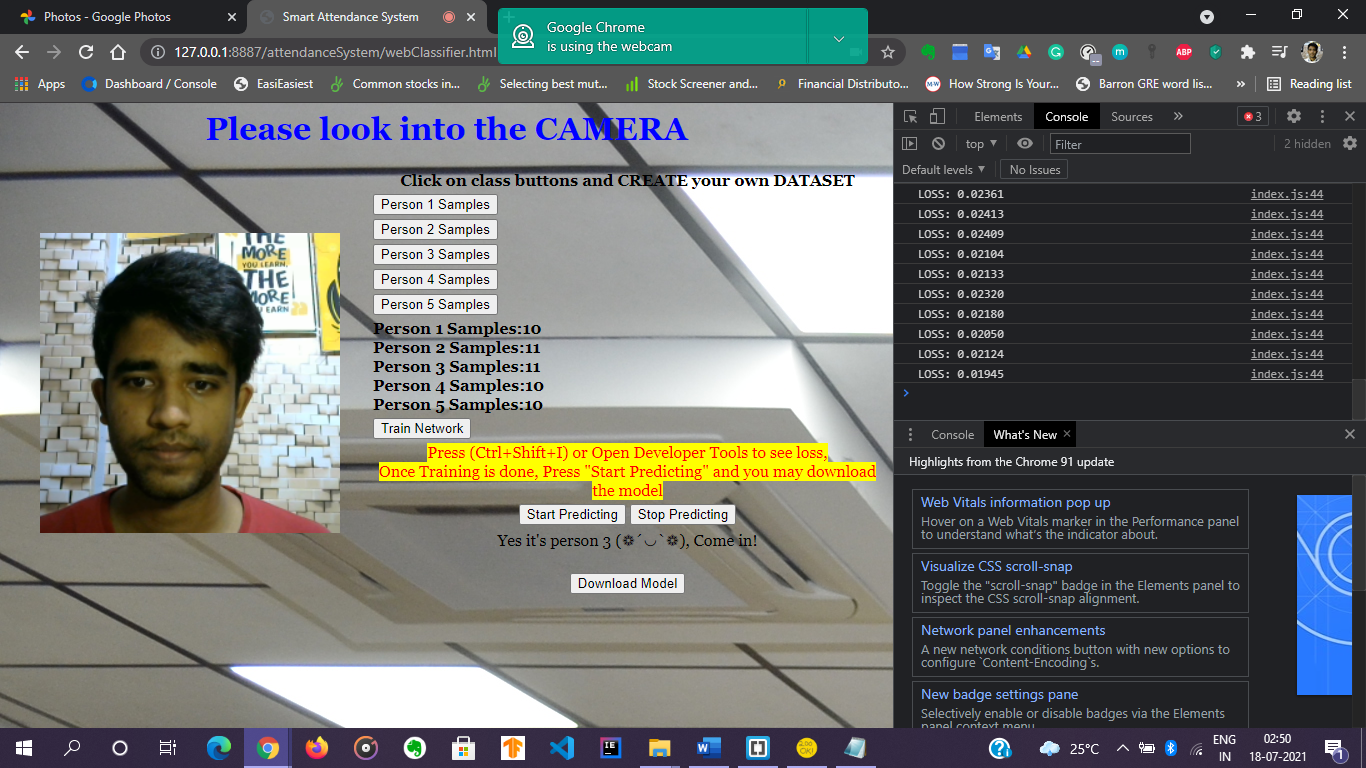 Photos - Google Photos
Smart Attendance System
Google Chrome
is using the webcam
127.0.0.1:8887/attendanceSystem/webClassifier.html
ABP
Apps
Dashboard / Console
EasiEasiest
Common stocks in...
Selecting best mut...
Stock Screener and...
Financial Distributo...
How Strong Is Your...
Barron GRE word lis...
»
Reading list
Please look into the CAMERA
Click on class buttons and CREATE your own DATASET
Person 1 Samples
Person 2 Samples
Person 3 Samples
Person 4 Samples
Person 5 Samples
THE
MORE
YOU LEARN,
THE
MORE
YOU EARN
Person 1 Samples:10
Person 2 Samples:11
Person 3 Samples:11
Person 4 Samples:10
Person 5 Samples:10
Train Network
Press (Ctrl+Shift+I) or Open Developer Tools to see loss,
Once Training is done, Press "Start Predicting" and you may download
the model
Start Predicting Stop Predicting
Yes it's person 3 (❁´◡`❁), Come in!
Download Model
Elements Console Sources » 3
top Filter 2 hidden
Default levels No Issues
LOSS: 0.02361 index.js:44
LOSS: 0.02413 index.js:44
LOSS: 0.02409 index.js:44
LOSS: 0.02104 index.js:44
LOSS: 0.02133 index.js:44
LOSS: 0.02320 index.js:44
LOSS: 0.02180 index.js:44
LOSS: 0.02050 index.js:44
LOSS: 0.02124 index.js:44
LOSS: 0.01945 index.js:44
Console What's New
Highlights from the Chrome 91 update
Web Vitals information pop up
Hover on a Web Vitals marker in the Performance panel
to understand what's the indicator about.
Visualize CSS scroll-snap
Toggle the "scroll-snap" badge in the Elements panel to
inspect the CSS scroll-snap alignment.
Network panel enhancements
A new network conditions button with new options to
configure `Content-Encoding`s.
New badge settings pane
Selectively enable or disable badges via the Elements
panel context menu.
25°C
ENG
IN
02:50
18-07-2021
1